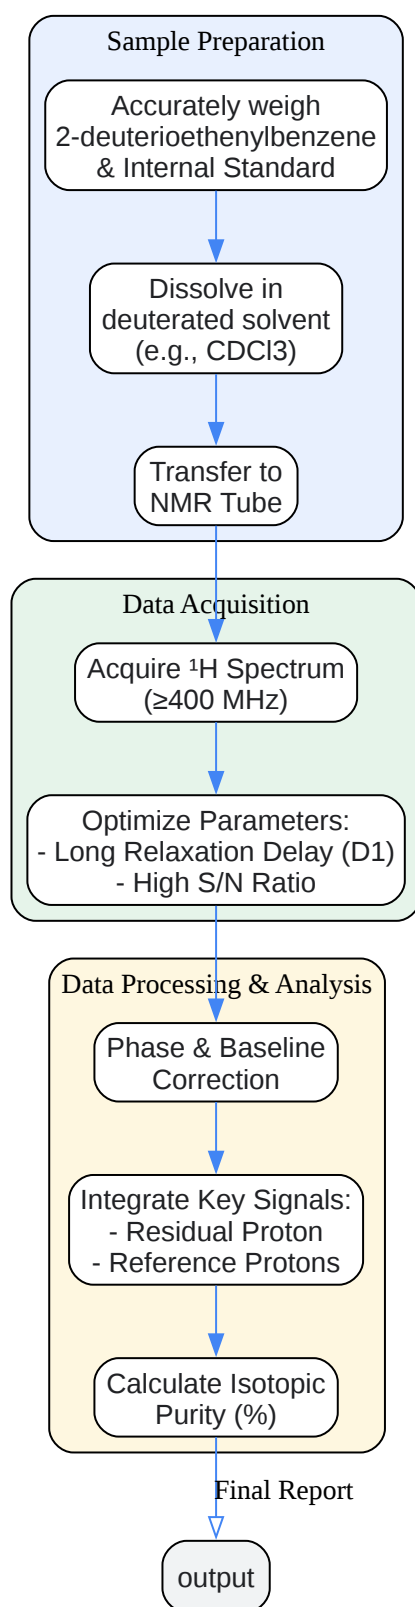 Sample Preparation
Accurately weigh
2-deuterioethenylbenzene
& Internal Standard
Dissolve in
deuterated solvent
(e.g., CDCl3)
Transfer to
NMR Tube
Data Acquisition
Acquire ¹H Spectrum
(≥400 MHz)
Optimize Parameters:
- Long Relaxation Delay (D1)
- High S/N Ratio
Data Processing & Analysis
Phase & Baseline
Correction
Integrate Key Signals:
- Residual Proton
- Reference Protons
Calculate Isotopic
Purity (%)
Final Report
output